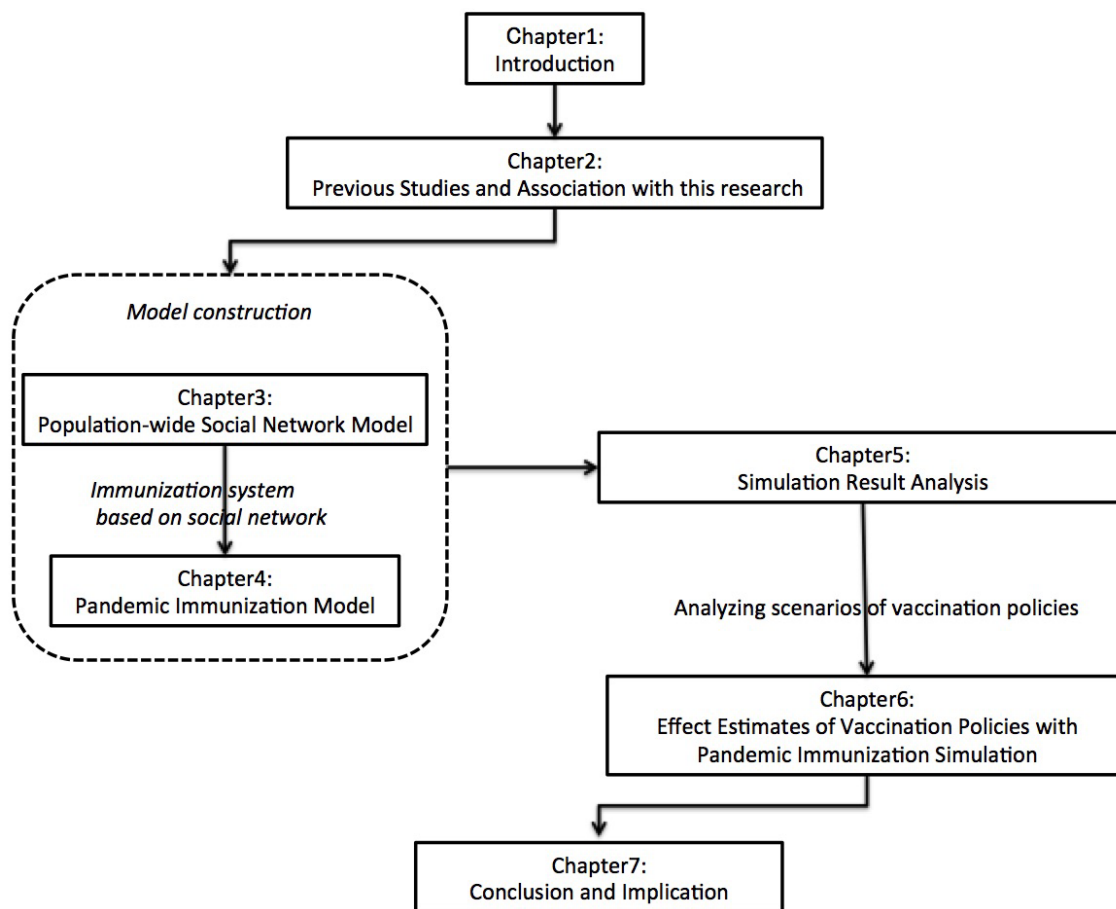 Chapter1:
Introduction
Chapter2:
Previous Studies and Association with this research
Model construction
Chapter3:
Population-wide Social Network Model
Immunization system
based on social network
Chapter4:
Pandemic Immunization Model
Chapter5:
Simulation Result Analysis
Analyzing scenarios of vaccination policies
Chapter6:
Effect Estimates of Vaccination Policies with
Pandemic Immunization Simulation
Chapter7:
Conclusion and Implication